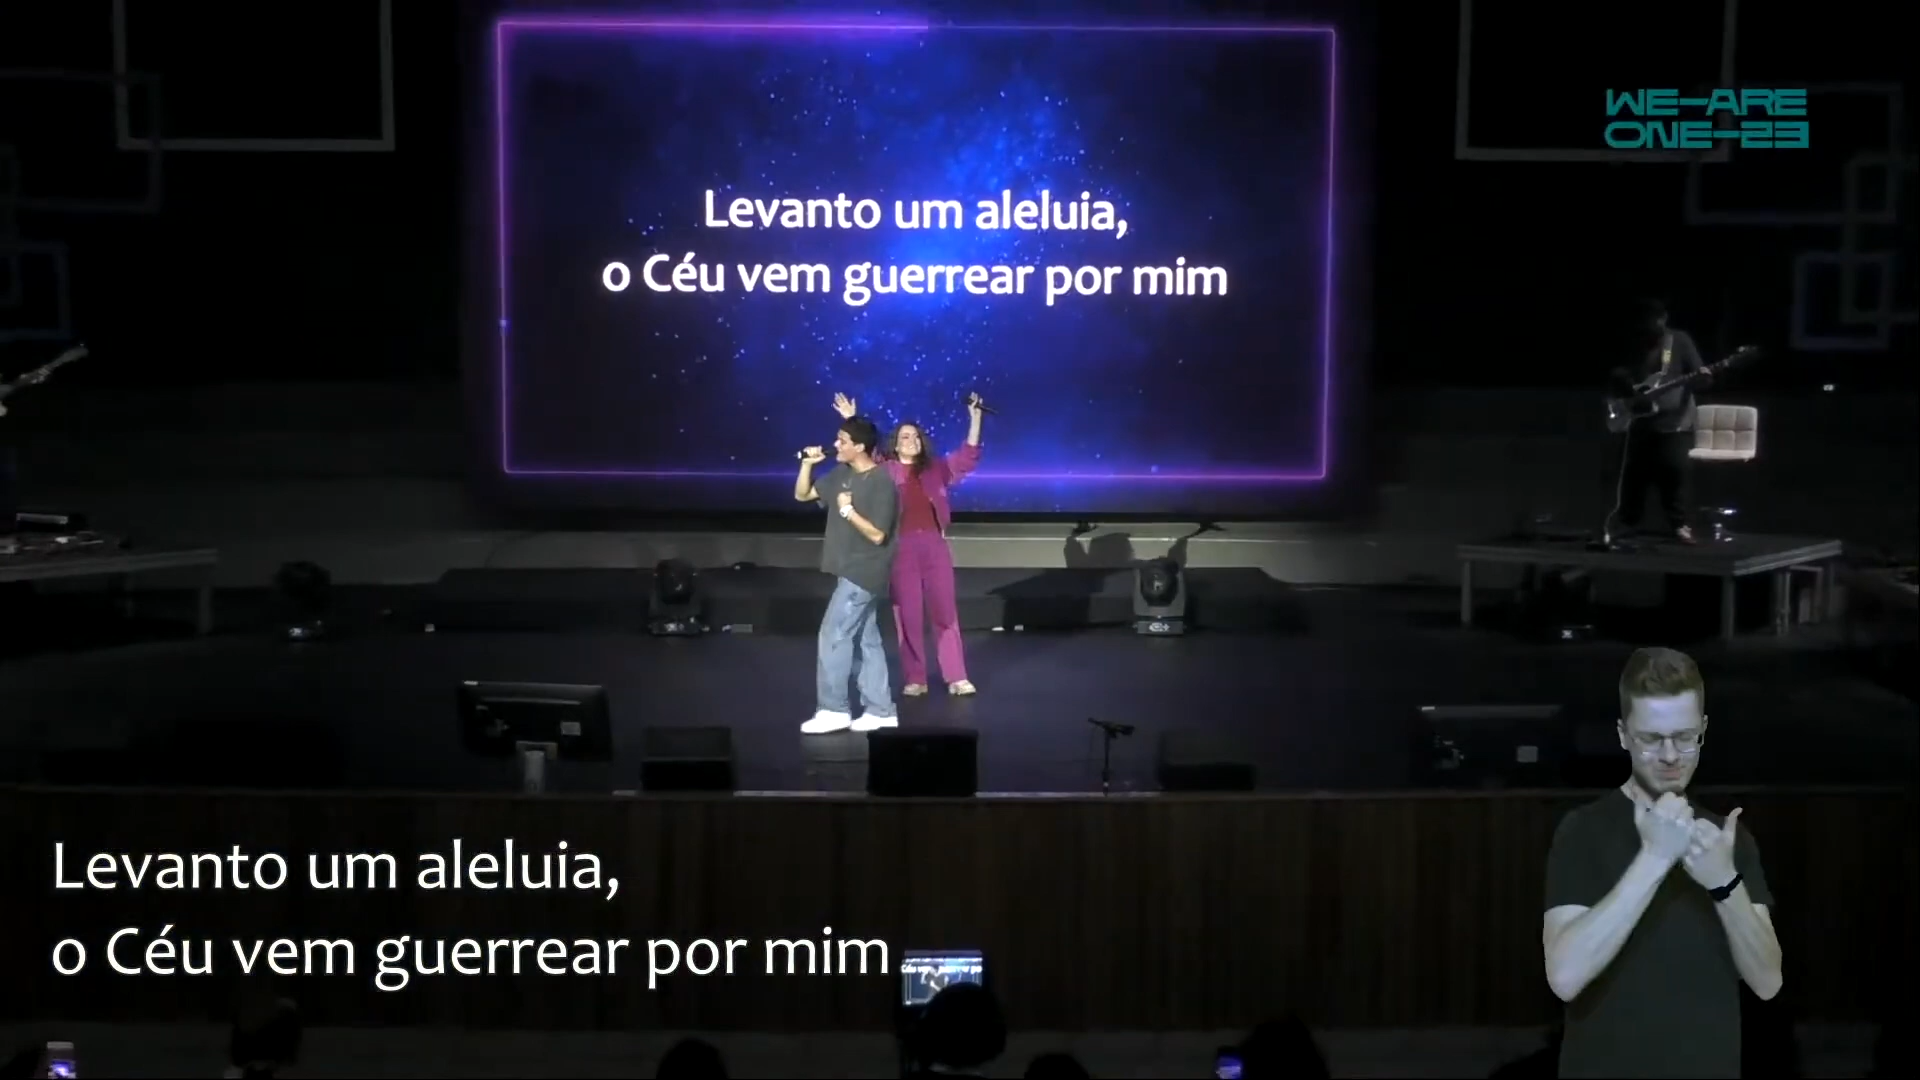 WE-ARE
ONE-23
Levanto um aleluia,
o Céu vem guerrear por mim
Levanto um aleluia,
o Céu vem guerrear por mim